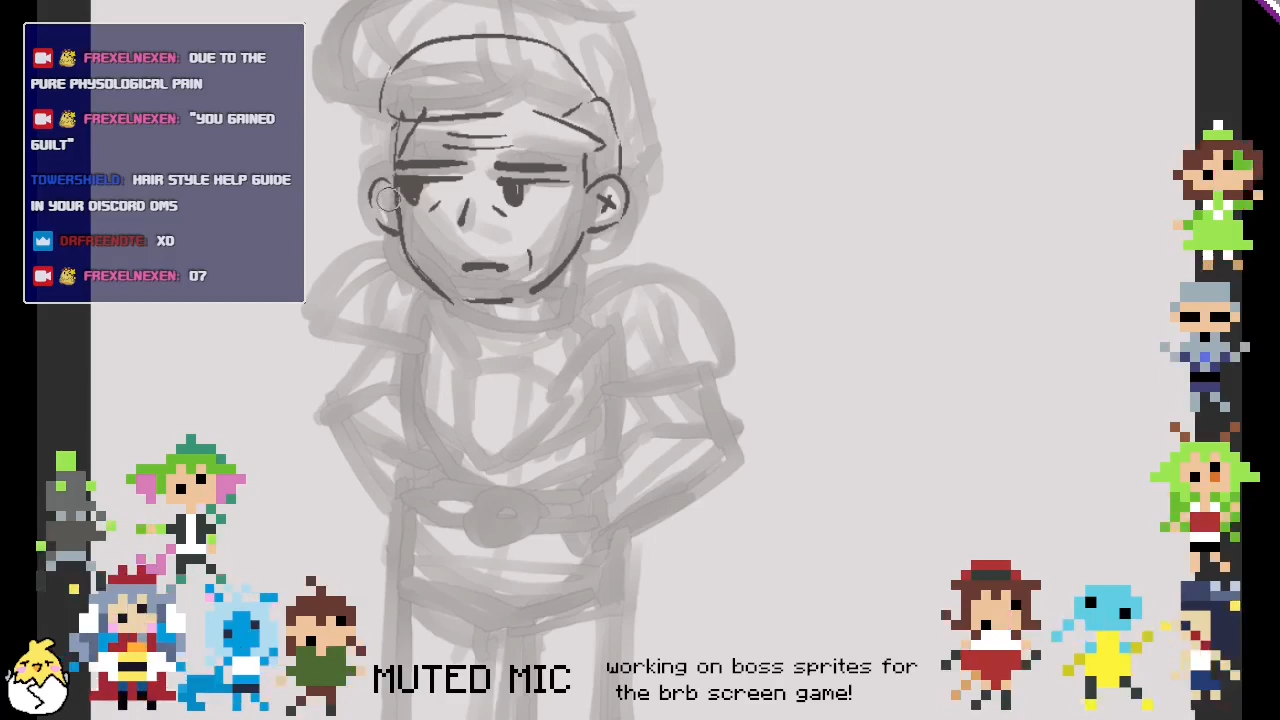 FREXELNEXEN: DUE TO THE
PURE PHYSOLOGICAL PAIN
FREXELNEXEN: "YOU GAINED
GUILT"
TOWERSHIELD: HAIR STYLE HELP GUIDE
IN YOUR DISCORD DMS
DRFREENOTE: XD
FREXELNEXEN: 07
MUTED MIC
working on boss sprites for
the brb screen game!